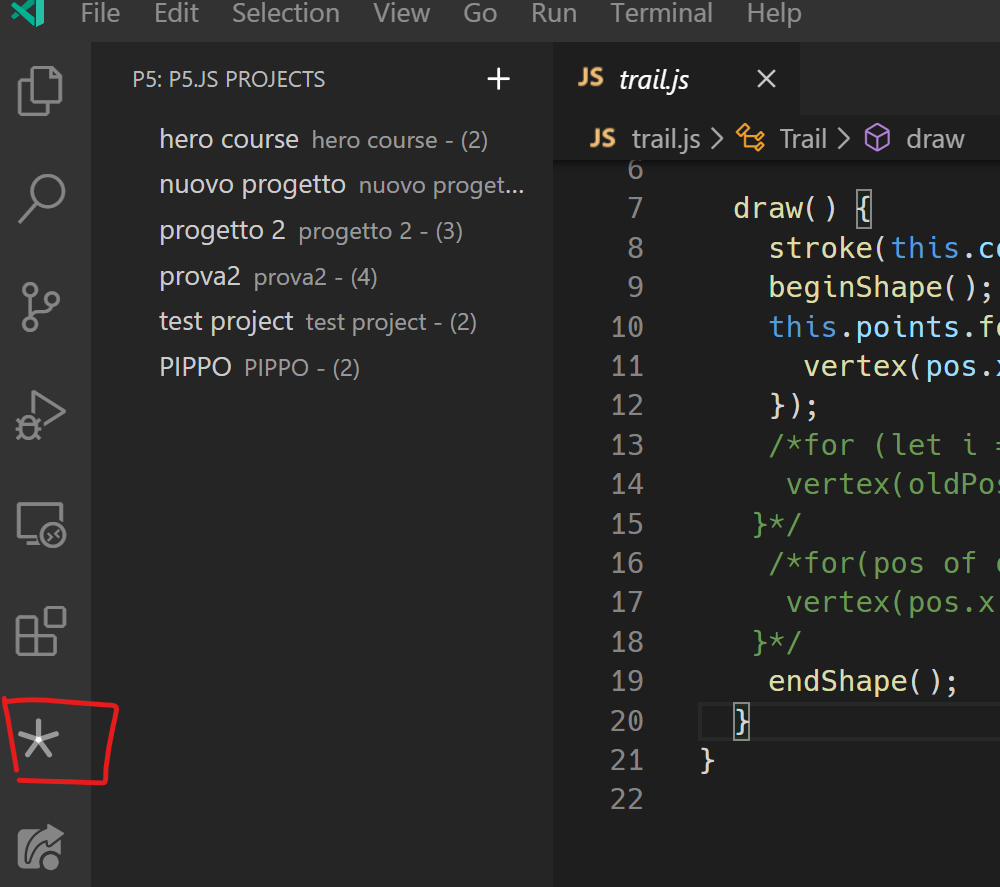 File Edit Selection View Go Run Terminal Help
P5: P5.JS PROJECTS +
hero course hero course - (2)
nuovo progetto nuovo proget...
progetto 2 progetto 2 - (3)
prova2 prova2 - (4)
test project test project - (2)
PIPPO PIPPO - (2)
JS trail.js ×
JS trail.js > Trail > draw
6
7 draw() {
8 stroke(this.co
9 beginShape();
10 this.points.fo
11 vertex(pos.x
12 });
13 /*for (let i =
14 vertex(oldPos
15 }*/
16 /*for(pos of
17 vertex(pos.x
18 }*/
19 endShape();
20 }
21 }
22